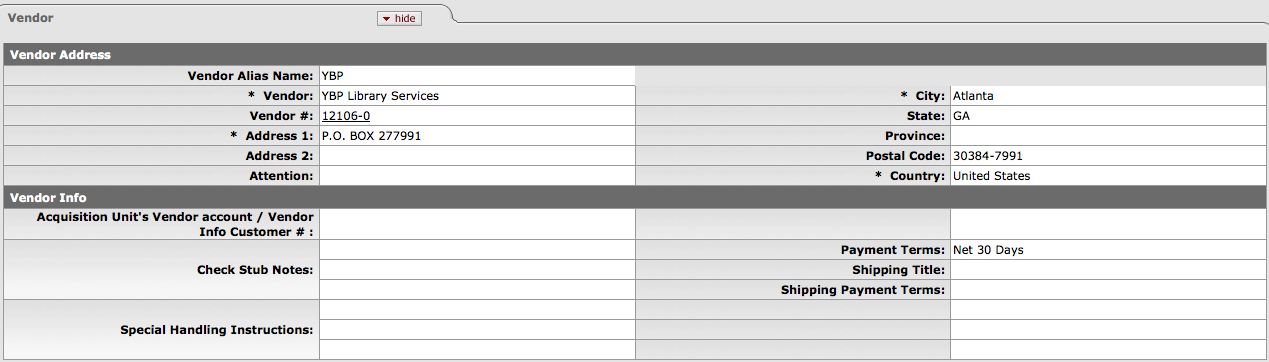 Vendor
hide
Vendor Address
Vendor Alias Name: YBP
* Vendor: YBP Library Services * City: Atlanta
Vendor #: 12106-0 State: GA
* Address 1: P.O. BOX 277991 Province:
Address 2: Postal Code: 30384-7991
Attention: * Country: United States
Vendor Info
Acquisition Unit's Vendor account / Vendor
Info Customer # :
Payment Terms: Net 30 Days
Check Stub Notes: Shipping Title:
Shipping Payment Terms:
Special Handling Instructions: